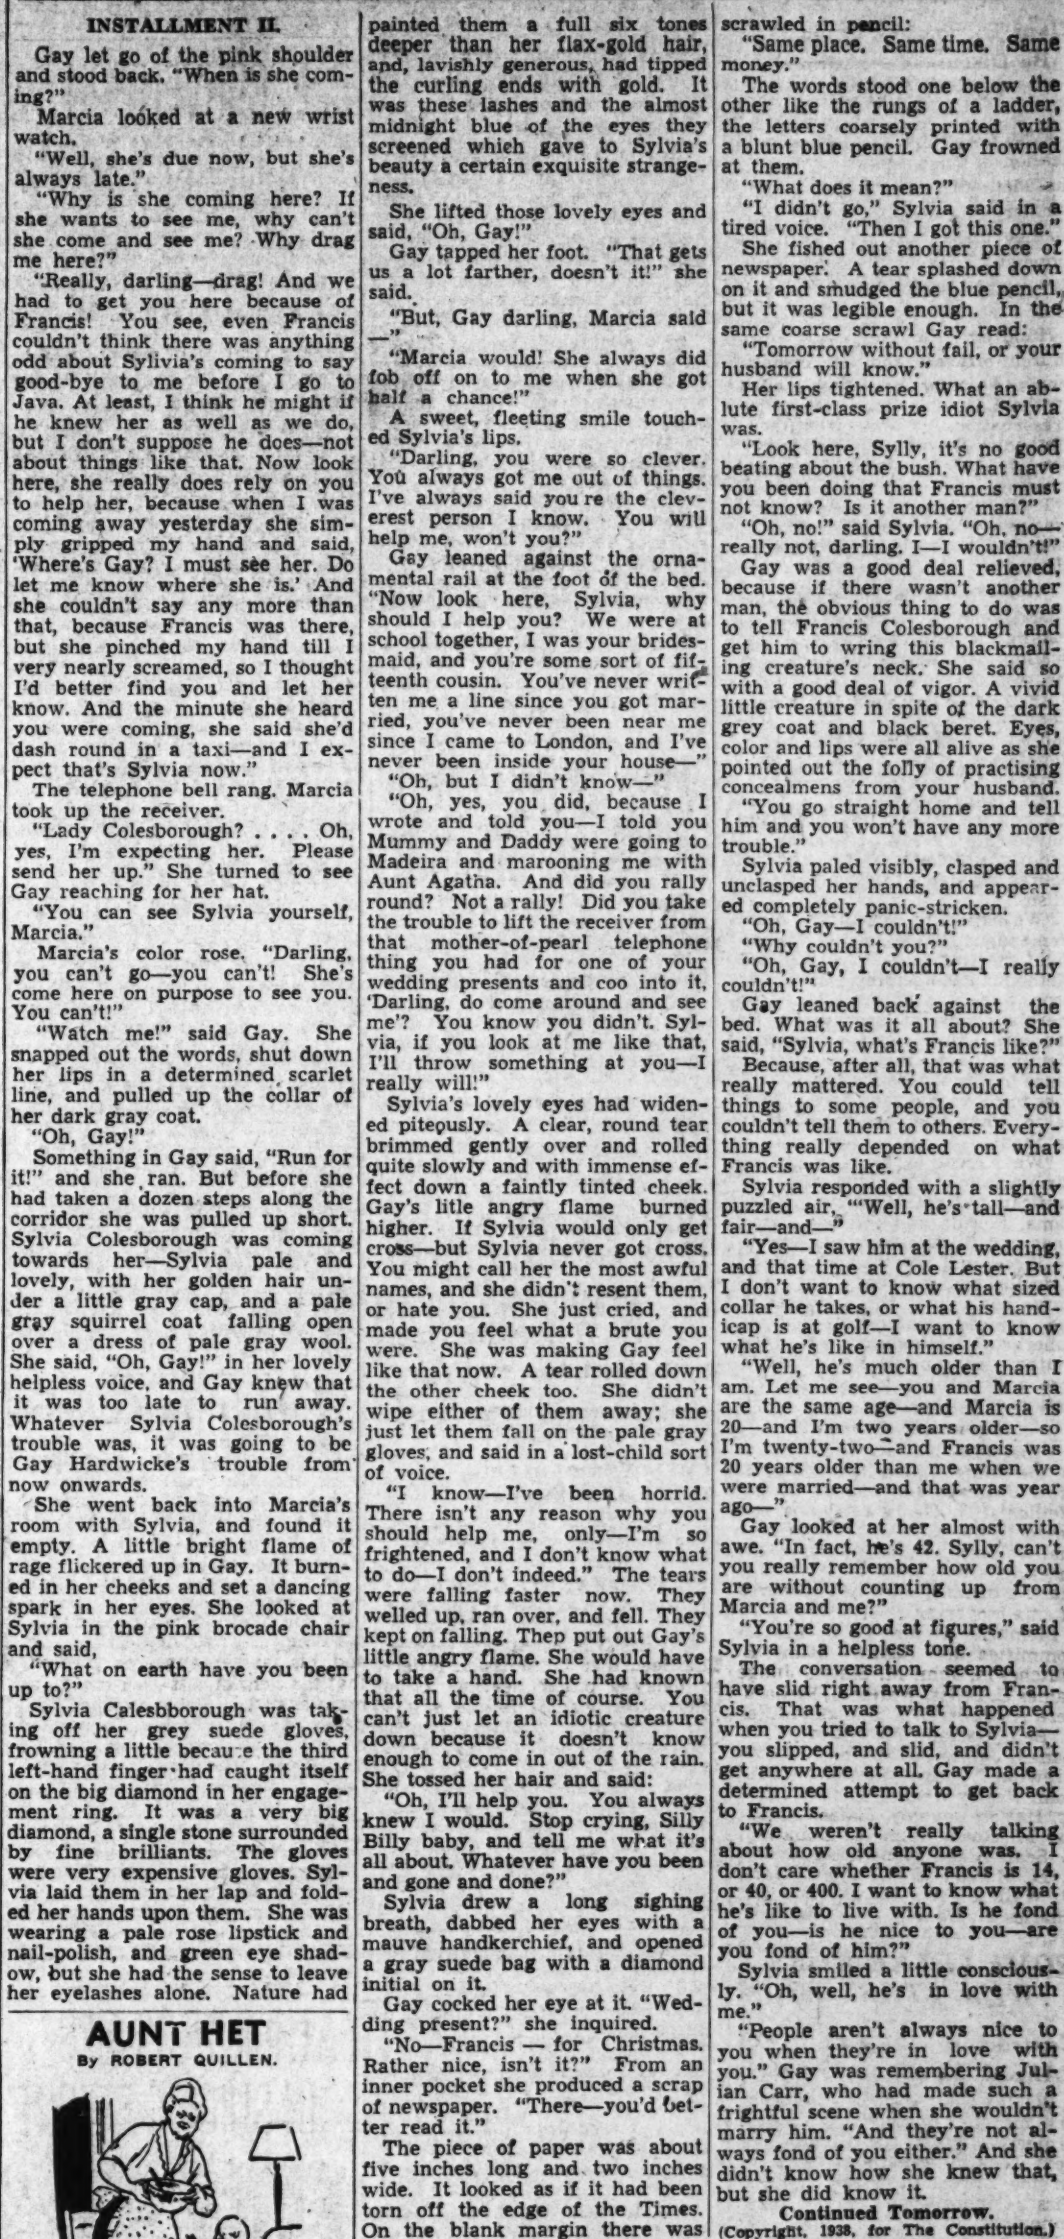 INSTALLMENT II.
Gay let go of the pink shoulder
and stood back. "When is she com-
ing?"
Marcia looked at a new wrist
watch.
"Well, she's due now, but she's
always late."
"Why is she coming here? If
she wants to see me, why can't
she come and see me? Why drag
me here?"
"Really, darling—drag! And we
had to get you here because of
Francis! You see, even Francis
couldn't think there was anything
odd about Sylivia's coming to say
good-bye to me before I go to
Java. At least, I think he might if
he knew her as well as we do,
but I don't suppose he does—not
about things like that. Now look
here, she really does rely on you
to help her, because when I was
coming away yesterday she sim-
ply gripped my hand and said,
'Where's Gay? I must see her. Do
let me know where she is.' And
she couldn't say any more than
that, because Francis was there,
but she pinched my hand till I
very nearly screamed, so I thought
I'd better find you and let her
know. And the minute she heard
you were coming, she said she'd
dash round in a taxi—and I ex-
pect that's Sylvia now."
The telephone bell rang. Marcia
took up the receiver.
"Lady Colesborough? . . . . Oh,
yes, I'm expecting her. Please
send her up." She turned to see
Gay reaching for her hat.
"You can see Sylvia yourself,
Marcia."
Marcia's color rose. "Darling,
you can't go—you can't! She's
come here on purpose to see you.
You can't!"
"Watch me!" said Gay. She
snapped out the words, shut down
her lips in a determined scarlet
line, and pulled up the collar of
her dark gray coat.
"Oh, Gay!"
Something in Gay said, "Run for
it!" and she ran. But before she
had taken a dozen steps along the
corridor she was pulled up short.
Sylvia Colesborough was coming
towards her—Sylvia pale and
lovely, with her golden hair un-
der a little gray cap, and a pale
gray squirrel coat falling open
over a dress of pale gray wool.
She said, "Oh, Gay!" in her lovely
helpless voice, and Gay knew that
it was too late to run away.
Whatever Sylvia Colesborough's
trouble was, it was going to be
Gay Hardwicke's trouble from
now onwards.
She went back into Marcia's
room with Sylvia, and found it
empty. A little bright flame of
rage flickered up in Gay. It burn-
ed in her cheeks and set a dancing
spark in her eyes. She looked at
Sylvia in the pink brocade chair
and said,
"What on earth have you been
up to?"
Sylvia Calesbborough was tak-
ing off her grey suede gloves,
frowning a little because the third
left-hand finger had caught itself
on the big diamond in her engage-
ment ring. It was a very big
diamond, a single stone surrounded
by fine brilliants. The gloves
were very expensive gloves. Syl-
via laid them in her lap and fold-
ed her hands upon them. She was
wearing a pale rose lipstick and
nail-polish, and green eye shad-
ow, but she had the sense to leave
her eyelashes alone. Nature had
AUNT HET
By ROBERT QUILLEN.
painted them a full six tones
deeper than her flax-gold hair,
and, lavishly generous, had tipped
the curling ends with gold. It
was these lashes and the almost
midnight blue of the eyes they
screened which gave to Sylvia's
beauty a certain exquisite strange-
ness.
She lifted those lovely eyes and
said, "Oh, Gay!"
Gay tapped her foot. "That gets
us a lot farther, doesn't it!" she
said.
"But, Gay darling, Marcia said
—"
"Marcia would! She always did
fob off on to me when she got
half a chance!"
A sweet, fleeting smile touch-
ed Sylvia's lips.
"Darling, you were so clever.
You always got me out of things.
I've always said you re the clev-
erest person I know. You will
help me, won't you?"
Gay leaned against the orna-
mental rail at the foot of the bed.
"Now look here, Sylvia, why
should I help you? We were at
school together, I was your brides-
maid, and you're some sort of fif-
teenth cousin. You've never writ-
ten me a line since you got mar-
ried, you've never been near me
since I came to London, and I've
never been inside your house—"
"Oh, but I didn't know—"
"Oh, yes, you did, because I
wrote and told you—I told you
Mummy and Daddy were going to
Madeira and marooning me with
Aunt Agatha. And did you rally
round? Not a rally! Did you take
the trouble to lift the receiver from
that mother-of-pearl telephone
thing you had for one of your
wedding presents and coo into it,
'Darling, do come around and see
me'? You know you didn't. Syl-
via, if you look at me like that,
I'll throw something at you—I
really will!"
Sylvia's lovely eyes had widen-
ed piteously. A clear, round tear
brimmed gently over and rolled
quite slowly and with immense ef-
fect down a faintly tinted cheek.
Gay's litle angry flame burned
higher. If Sylvia would only get
cross—but Sylvia never got cross.
You might call her the most awful
names, and she didn't resent them,
or hate you. She just cried, and
made you feel what a brute you
were. She was making Gay feel
like that now. A tear rolled down
the other cheek too. She didn't
wipe either of them away; she
just let them fall on the pale gray
gloves, and said in a lost-child sort
of voice.
"I know—I've been horrid.
There isn't any reason why you
should help me, only—I'm so
frightened, and I don't know what
to do—I don't indeed." The tears
were falling faster now. They
welled up, ran over, and fell. They
kept on falling. Thep put out Gay's
little angry flame. She would have
to take a hand. She had known
that all the time of course. You
can't just let an idiotic creature
down because it doesn't know
enough to come in out of the rain.
She tossed her hair and said:
"Oh, I'll help you. You always
knew I would. Stop crying, Silly
Billy baby, and tell me what it's
all about. Whatever have you been
and gone and done?"
Sylvia drew a long sighing
breath, dabbed her eyes with a
mauve handkerchief, and opened
a gray suede bag with a diamond
initial on it.
Gay cocked her eye at it. "Wed-
ding present?" she inquired.
"No—Francis — for Christmas.
Rather nice, isn't it?" From an
inner pocket she produced a scrap
of newspaper. "There—you'd bet-
ter read it."
The piece of paper was about
five inches long and two inches
wide. It looked as if it had been
torn off the edge of the Times.
On the blank margin there was
scrawled in pencil:
"Same place. Same time. Same
money."
The words stood one below the
other like the rungs of a ladder,
the letters coarsely printed with
a blunt blue pencil. Gay frowned
at them.
"What does it mean?"
"I didn't go," Sylvia said in a
tired voice. "Then I got this one."
She fished out another piece of
newspaper. A tear splashed down
on it and smudged the blue pencil,
but it was legible enough. In the
same coarse scrawl Gay read:
"Tomorrow without fail, or your
husband will know."
Her lips tightened. What an ab-
lute first-class prize idiot Sylvia
was.
"Look here, Sylly, it's no good
beating about the bush. What have
you been doing that Francis must
not know? Is it another man?"
"Oh, no!" said Sylvia. "Oh, no—
really not, darling. I—I wouldn't!"
Gay was a good deal relieved,
because if there wasn't another
man, the obvious thing to do was
to tell Francis Colesborough and
get him to wring this blackmail-
ing creature's neck. She said so
with a good deal of vigor. A vivid
little creature in spite of the dark
grey coat and black beret. Eyes,
color and lips were all alive as she
pointed out the folly of practising
concealmens from your husband.
"You go straight home and tell
him and you won't have any more
trouble."
Sylvia paled visibly, clasped and
unclasped her hands, and appear-
ed completely panic-stricken.
"Oh, Gay—I couldn't!"
"Why couldn't you?"
"Oh, Gay, I couldn't—I really
couldn't!"
Gay leaned back against the
bed. What was it all about? She
said, "Sylvia, what's Francis like?"
Because, after all, that was what
really mattered. You could tell
things to some people, and you
couldn't tell them to others. Every-
thing really depended on what
Francis was like.
Sylvia responded with a slightly
puzzled air, "'Well, he's tall—and
fair—and—"
"Yes—I saw him at the wedding,
and that time at Cole Lester. But
I don't want to know what sized
collar he takes, or what his hand-
icap is at golf—I want to know
what he's like in himself."
"Well, he's much older than I
am. Let me see—you and Marcia
are the same age—and Marcia is
20—and I'm two years older—so
I'm twenty-two—and Francis was
20 years older than me when we
were married—and that was year
ago—"
Gay looked at her almost with
awe. "In fact, he's 42. Sylly, can't
you really remember how old you
are without counting up from
Marcia and me?"
"You're so good at figures," said
Sylvia in a helpless tone.
The conversation seemed to
have slid right away from Fran-
cis. That was what happened
when you tried to talk to Sylvia—
you slipped, and slid, and didn't
get anywhere at all. Gay made a
determined attempt to get back
to Francis.
"We weren't really talking
about how old anyone was. I
don't care whether Francis is 14,
or 40, or 400. I want to know what
he's like to live with. Is he fond
of you—is he nice to you—are
you fond of him?"
Sylvia smiled a little conscious-
ly. "Oh, well, he's in love with
me."
"People aren't always nice to
you when they're in love with
you." Gay was remembering Jul-
ian Carr, who had made such a
frightful scene when she wouldn't
marry him. "And they're not al-
ways fond of you either." And she
didn't know how she knew that,
but she did know it.
Continued Tomorrow.
(Copyright, 1938, for The Constitution.)